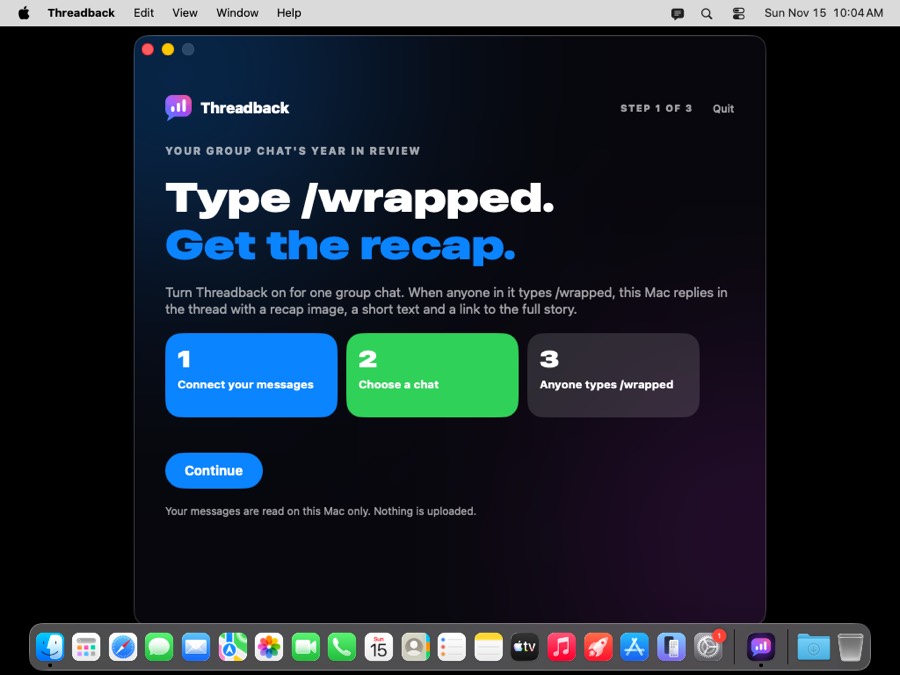 Threadback Edit View Window Help Sun Nov 15 10:04 AM
Threadback STEP 1 OF 3 Quit
YOUR GROUP CHAT'S YEAR IN REVIEW
Type /wrapped.
Get the recap.
Turn Threadback on for one group chat. When anyone in it types /wrapped, this Mac replies in
the thread with a recap image, a short text and a link to the full story.
1
Connect your messages
2
Choose a chat
3
Anyone types /wrapped
Continue
Your messages are read on this Mac only. Nothing is uploaded.
Sun
15
tv
1